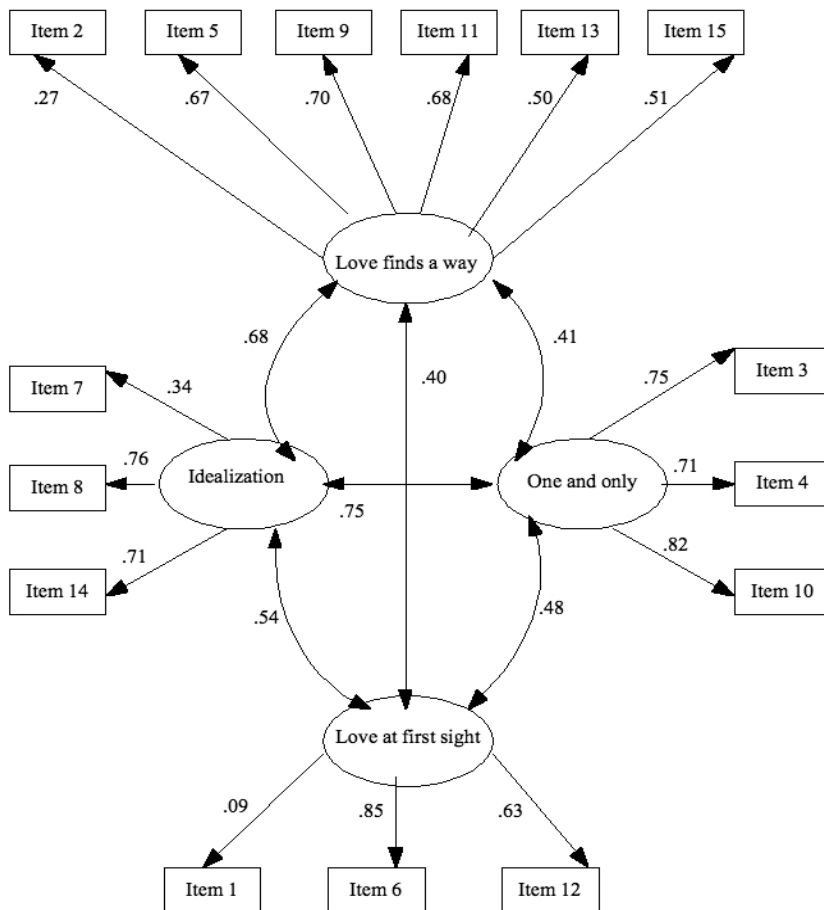 Item 2
Item 5
Item 9
Item 11
Item 13
Item 15
.27
.67
.70
.68
.50
.51
Love finds a way
.68
.41
.40
Item 7
.34
.75
Item 3
.76
Item 8
Idealization
One and only
.71
Item 4
.75
.71
.82
Item 14
Item 10
.54
.48
Love at first sight
.09
.85
.63
Item 1
Item 6
Item 12